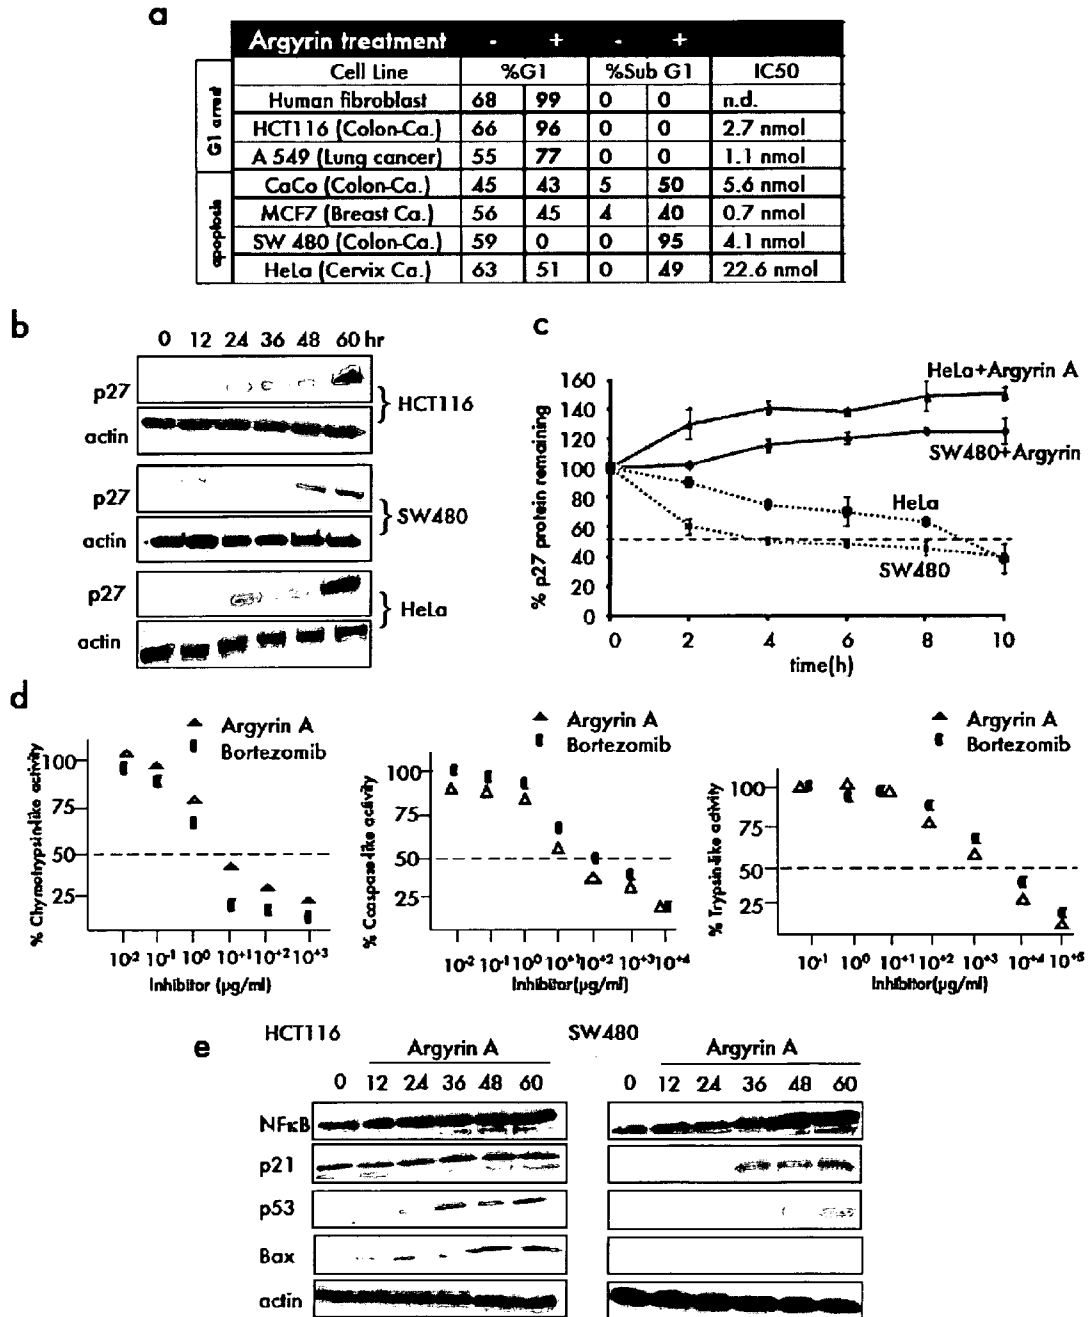 a
Argyrin treatment - + - +
Cell Line %G1 %Sub G1 IC50
G1 arrest
Human fibroblast 68 99 0 0 n.d.
HCT116 (Colon-Ca.) 66 96 0 0 2.7 nmol
A 549 (Lung cancer) 55 77 0 0 1.1 nmol
apoptosis
CaCo (Colon-Ca.) 45 43 5 50 5.6 nmol
MCF7 (Breast Ca.) 56 45 4 40 0.7 nmol
SW 480 (Colon-Ca.) 59 0 0 95 4.1 nmol
HeLa (Cervix Ca.) 63 51 0 49 22.6 nmol
b
0 12 24 36 48 60 hr
p27
actin
HCT116
p27
actin
SW480
p27
actin
HeLa
c
% p27 protein remaining
160
140
120
100
80
60
40
20
0
0 2 4 6 8 10
time(h)
HeLa+Argyrin A
SW480+Argyrin
HeLa
SW480
d
Argyrin A
Bortezomib
% Chymotrypsin-like activity
100
75
50
25
10-2 10-1 100 10+1 10+2 10+3
Inhibitor (µg/ml)
Argyrin A
Bortezomib
% Caspase-like activity
100
75
50
25
10-2 10-1 100 10+1 10+2 10+3 10+4
Inhibitor(µg/ml)
Argyrin A
Bortezomib
% Trypsin-like activity
100
75
50
25
10-1 100 10+1 10+2 10+3 10+4 10+5
Inhibitor(µg/ml)
e
HCT116
Argyrin A
0 12 24 36 48 60
SW480
Argyrin A
0 12 24 36 48 60
NFκB
p21
p53
Bax
actin